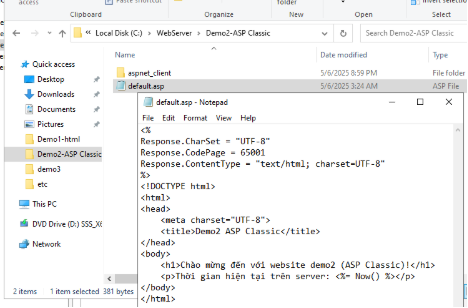 access
Copy shortcut
folder
Select selection
Clipboard
Organize
New
Select
Local Disk (C:) > WebServer > Demo2-ASP Classic
Search Demo2-ASP Classic
Name
Date modified
Type
Quick access
Desktop
Downloads
Documents
Pictures
Demo1-html
Demo2-ASP Classic
demo3
etc
This PC
DVD Drive (D:) SSS_X6
Network
aspnet_client
5/6/2025 8:59 PM
File folder
default.asp
5/6/2025 3:24 AM
ASP File
default.asp - Notepad
File Edit Format View Help
<%
Response.CharSet = "UTF-8"
Response.CodePage = 65001
Response.ContentType = "text/html; charset=UTF-8"
%>
<!DOCTYPE html>
<html>
<head>
<meta charset="UTF-8">
<title>Demo2 ASP Classic</title>
</head>
<body>
<h1>Chào mừng đến với website demo2 (ASP Classic)!</h1>
<p>Thời gian hiện tại trên server: <%= Now() %></p>
</body>
</html>
2 items
1 item selected 381 bytes